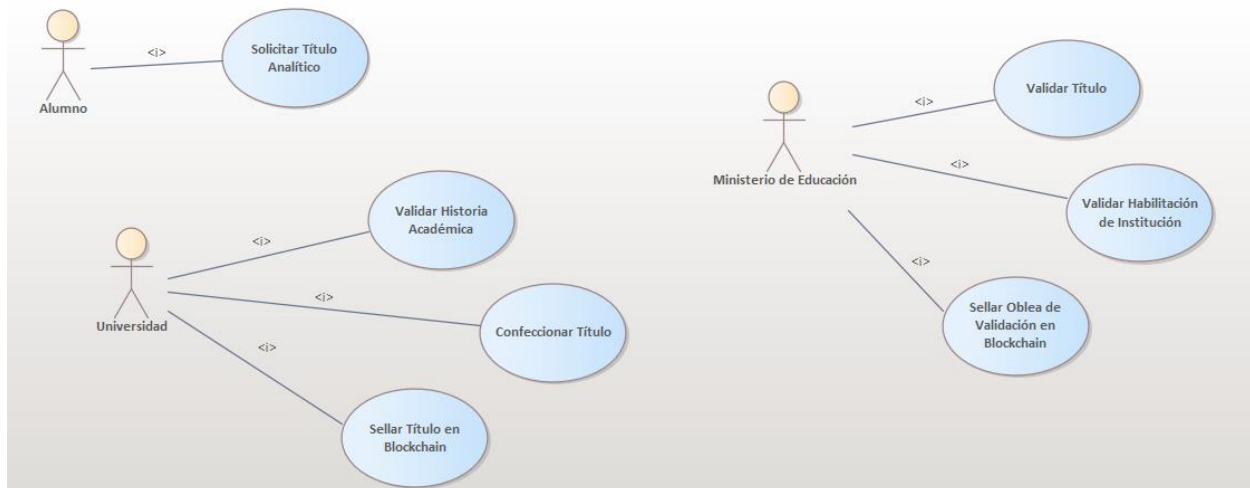 <i>
Solicitar Título
Analítico
Alumno
<i>
Validar Historia
Académica
<i>
Confeccionar Título
<i>
Sellar Título en
Blockchain
Universidad
<i>
Validar Título
<i>
Validar Habilitación
de Institución
<i>
Sellar Oblea de
Validación en
Blockchain
Ministerio de Educación